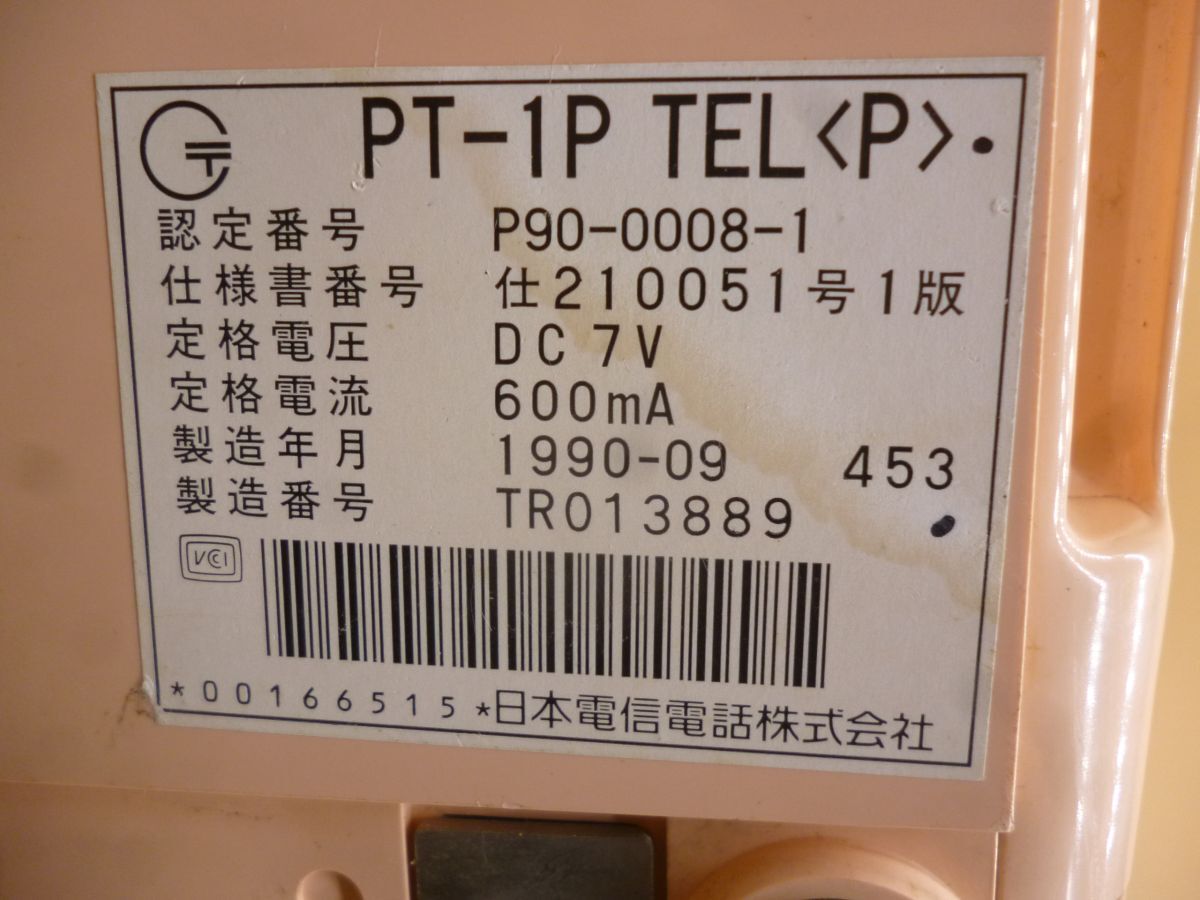 〒
PT-1P TEL<P>
認定番号 P90-0008-1
仕様書番号 仕210051号1版
定格電圧 DC 7V
定格電流 600mA
製造年月 1990-09 453
製造番号 TR013889
VCCI
*00166515*
日本電信電話株式会社